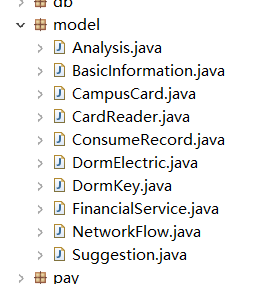 db
model
Analysis.java
BasicInformation.java
CampusCard.java
CardReader.java
ConsumeRecord.java
DormElectric.java
DormKey.java
FinancialService.java
NetworkFlow.java
Suggestion.java
pay